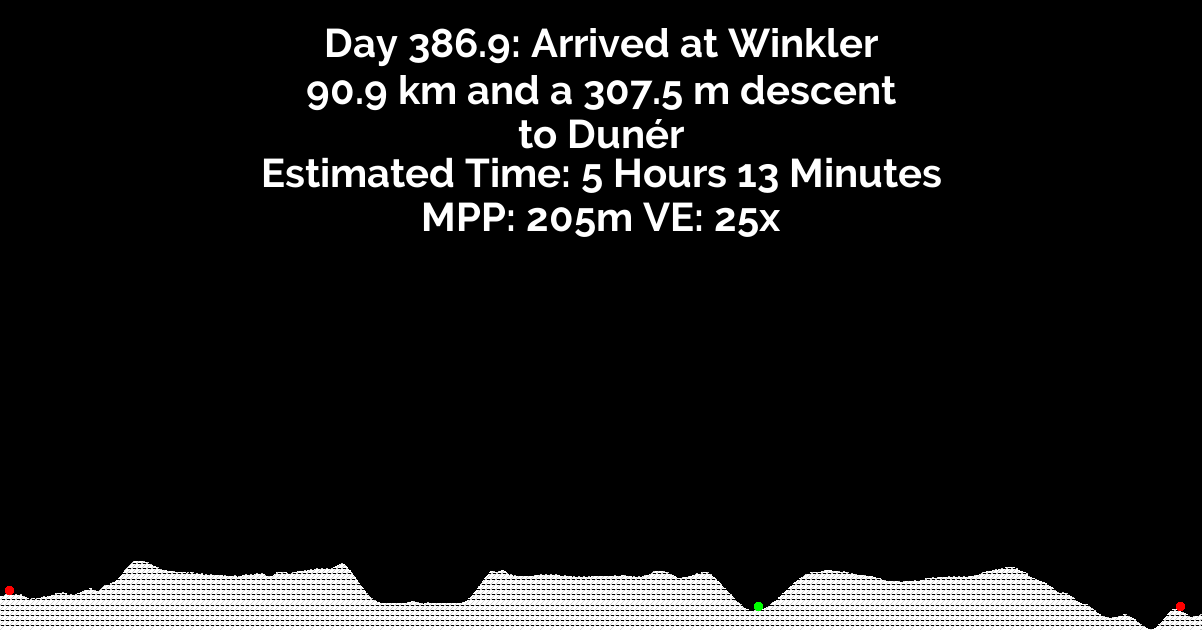 Day 386.9: Arrived at Winkler
90.9 km and a 307.5 m descent
to Dunér
Estimated Time: 5 Hours 13 Minutes
MPP: 205m VE: 25x